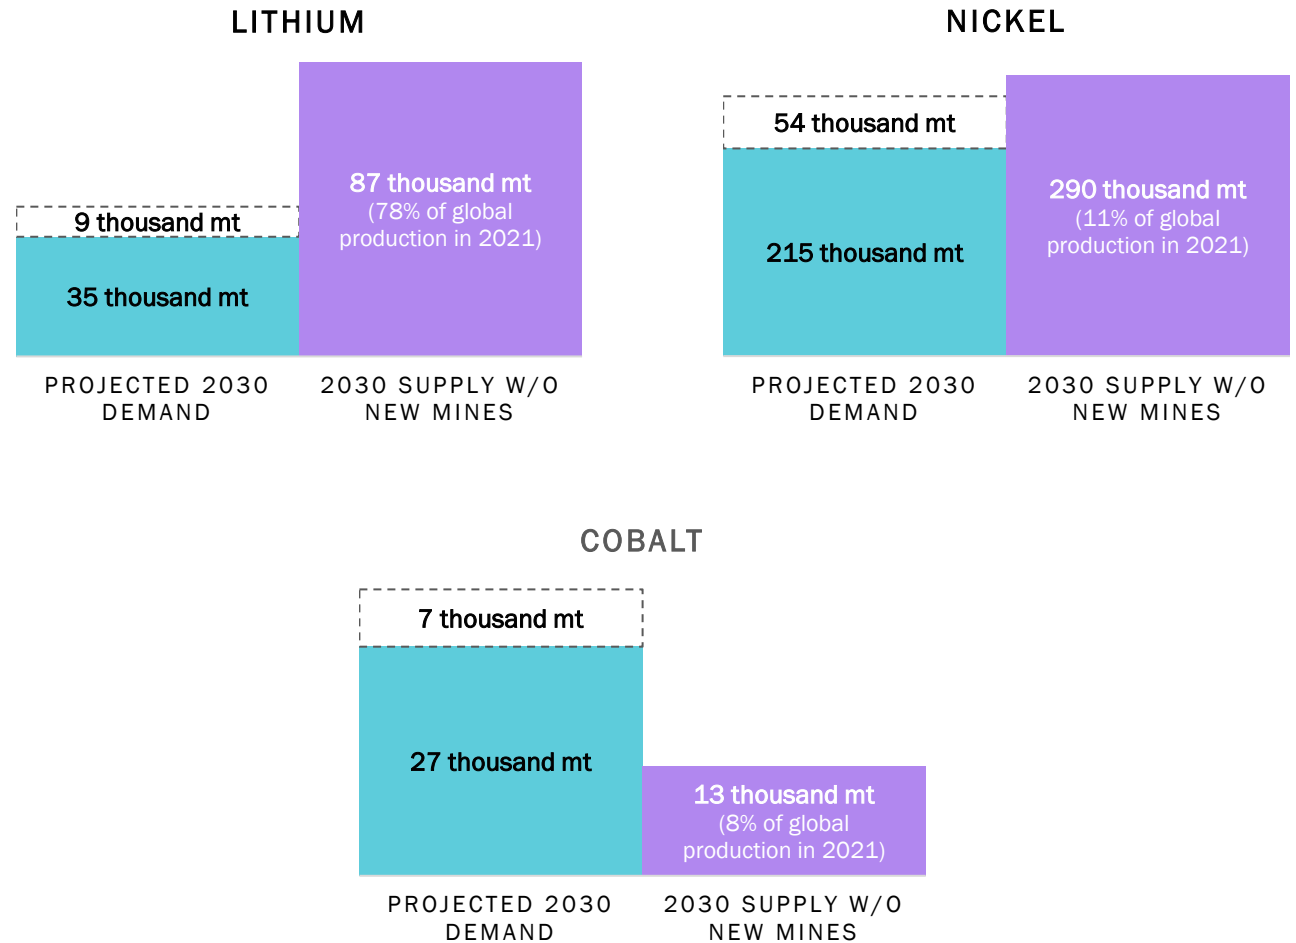 LITHIUM
9 thousand mt
35 thousand mt
87 thousand mt
(78% of global
production in 2021)
PROJECTED 2030
DEMAND
2030 SUPPLY W/O
NEW MINES
NICKEL
54 thousand mt
215 thousand mt
290 thousand mt
(11% of global
production in 2021)
PROJECTED 2030
DEMAND
2030 SUPPLY W/O
NEW MINES
COBALT
7 thousand mt
27 thousand mt
13 thousand mt
(8% of global
production in 2021)
PROJECTED 2030
DEMAND
2030 SUPPLY W/O
NEW MINES